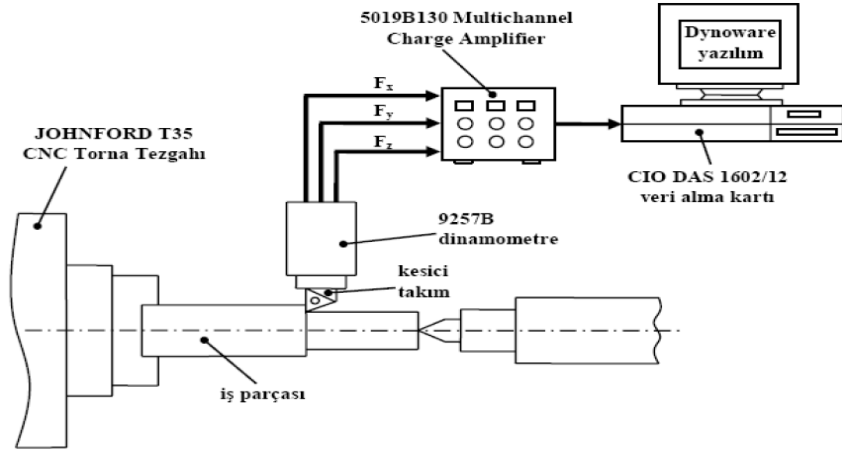 5019B130 Multichannel
Charge Amplifier
Dynoware
yazılım
Fx
Fy
Fz
JOHNFORD T35
CNC Torna Tezgahı
CIO DAS 1602/12
veri alma kartı
9257B
dinamometre
kesici
takım
iş parçası